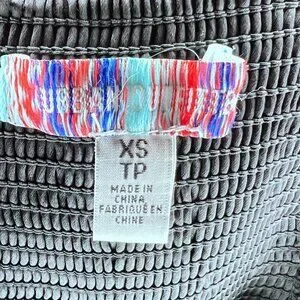 URBAN OUTFITTERS
XS
TP
MADE IN
CHINA
FABRIQUÉ EN
CHINE